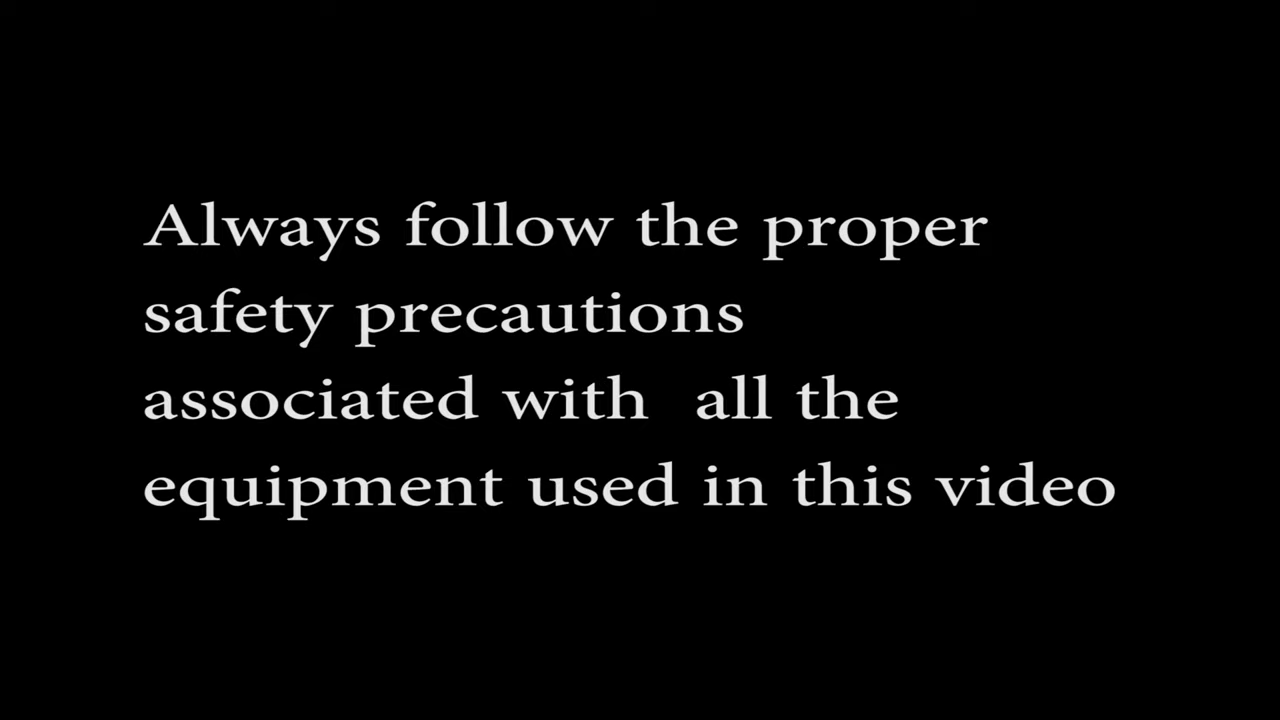 Always follow the proper
safety precautions
associated with  all the
equipment used in this video